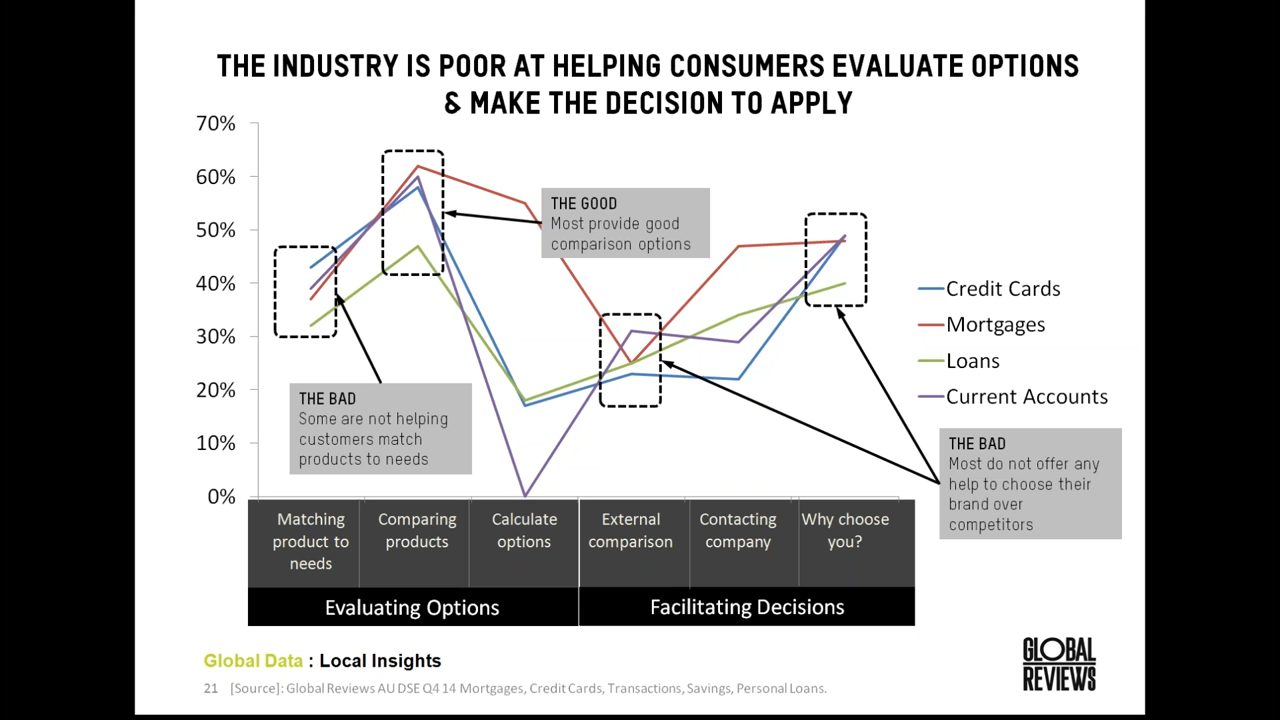 THE INDUSTRY IS POOR AT HELPING CONSUMERS EVALUATE OPTIONS
& MAKE THE DECISION TO APPLY
70%
60%
50%
40%
30%
20%
10%
0%
THE GOOD
Most provide good
comparison options
THE BAD
Some are not helping
customers match
products to needs
Credit Cards
Mortgages
Loans
Current Accounts
THE BAD
Most do not offer any
help to choose their
brand over
competitors
Matching
product to
needs
Comparing
products
Calculate
options
External
comparison
Contacting
company
Why choose
you?
Evaluating Options
Facilitating Decisions
Global Data : Local Insights
21 [Source]: Global Reviews AU DSE Q4 14 Mortgages, Credit Cards, Transactions, Savings, Personal Loans.
GLOBAL
REVIEWS